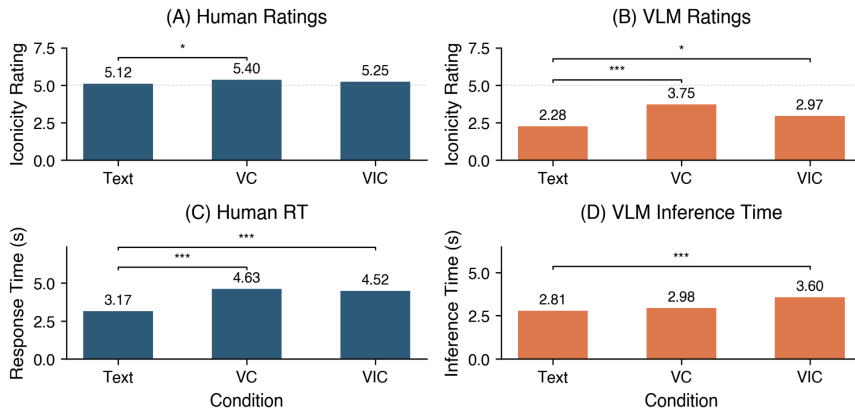 (A) Human Ratings
Iconicity Rating
7.5
5.0
2.5
0.0
*
5.12
5.40
5.25
Text
VC
VIC
(B) VLM Ratings
Iconicity Rating
7.5
5.0
2.5
0.0
*
***
2.28
3.75
2.97
Text
VC
VIC
(C) Human RT
Response Time (s)
5.0
2.5
0.0
***
***
3.17
4.63
4.52
Text
VC
VIC
Condition
(D) VLM Inference Time
Inference Time (s)
5.0
2.5
0.0
***
2.81
2.98
3.60
Text
VC
VIC
Condition